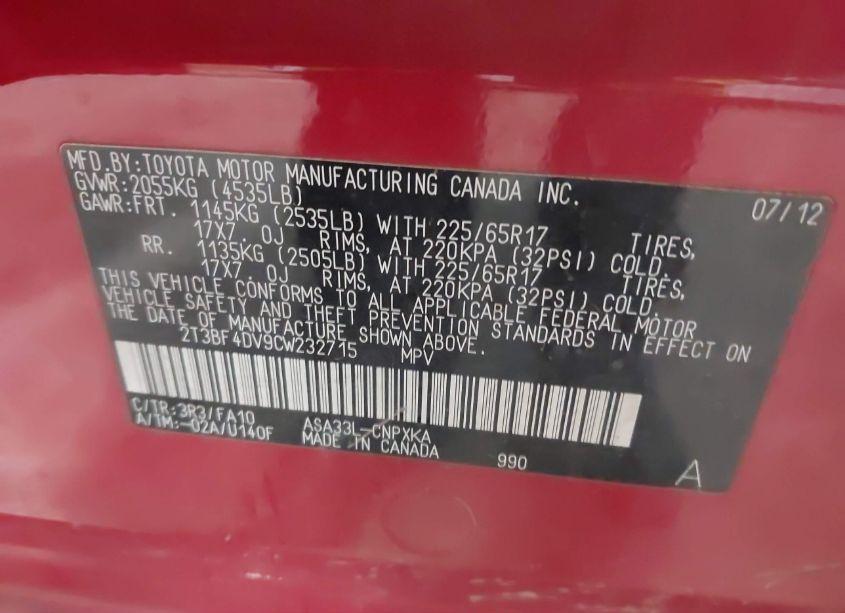 MFD.BY:TOYOTA MOTOR MANUFACTURING CANADA INC. 07/12
GVWR:2055KG (4535LB)
GAWR:FRT. 1145KG (2535LB) WITH 225/65R17 TIRES,
17X7. 0J RIMS, AT 220KPA (32PSI) COLD.
RR. 1135KG (2505LB) WITH 225/65R17 TIRES,
17X7. 0J RIMS, AT 220KPA (32PSI) COLD.
THIS VEHICLE CONFORMS TO ALL APPLICABLE FEDERAL MOTOR
VEHICLE SAFETY AND THEFT PREVENTION STANDARDS IN EFFECT ON
THE DATE OF MANUFACTURE SHOWN ABOVE.
2T3BF4DV9CW232715 MPV
C/TR:3R3/FA10 ASA33L-CNPXKA
A/TM:-02A/U140F MADE IN CANADA 990 A